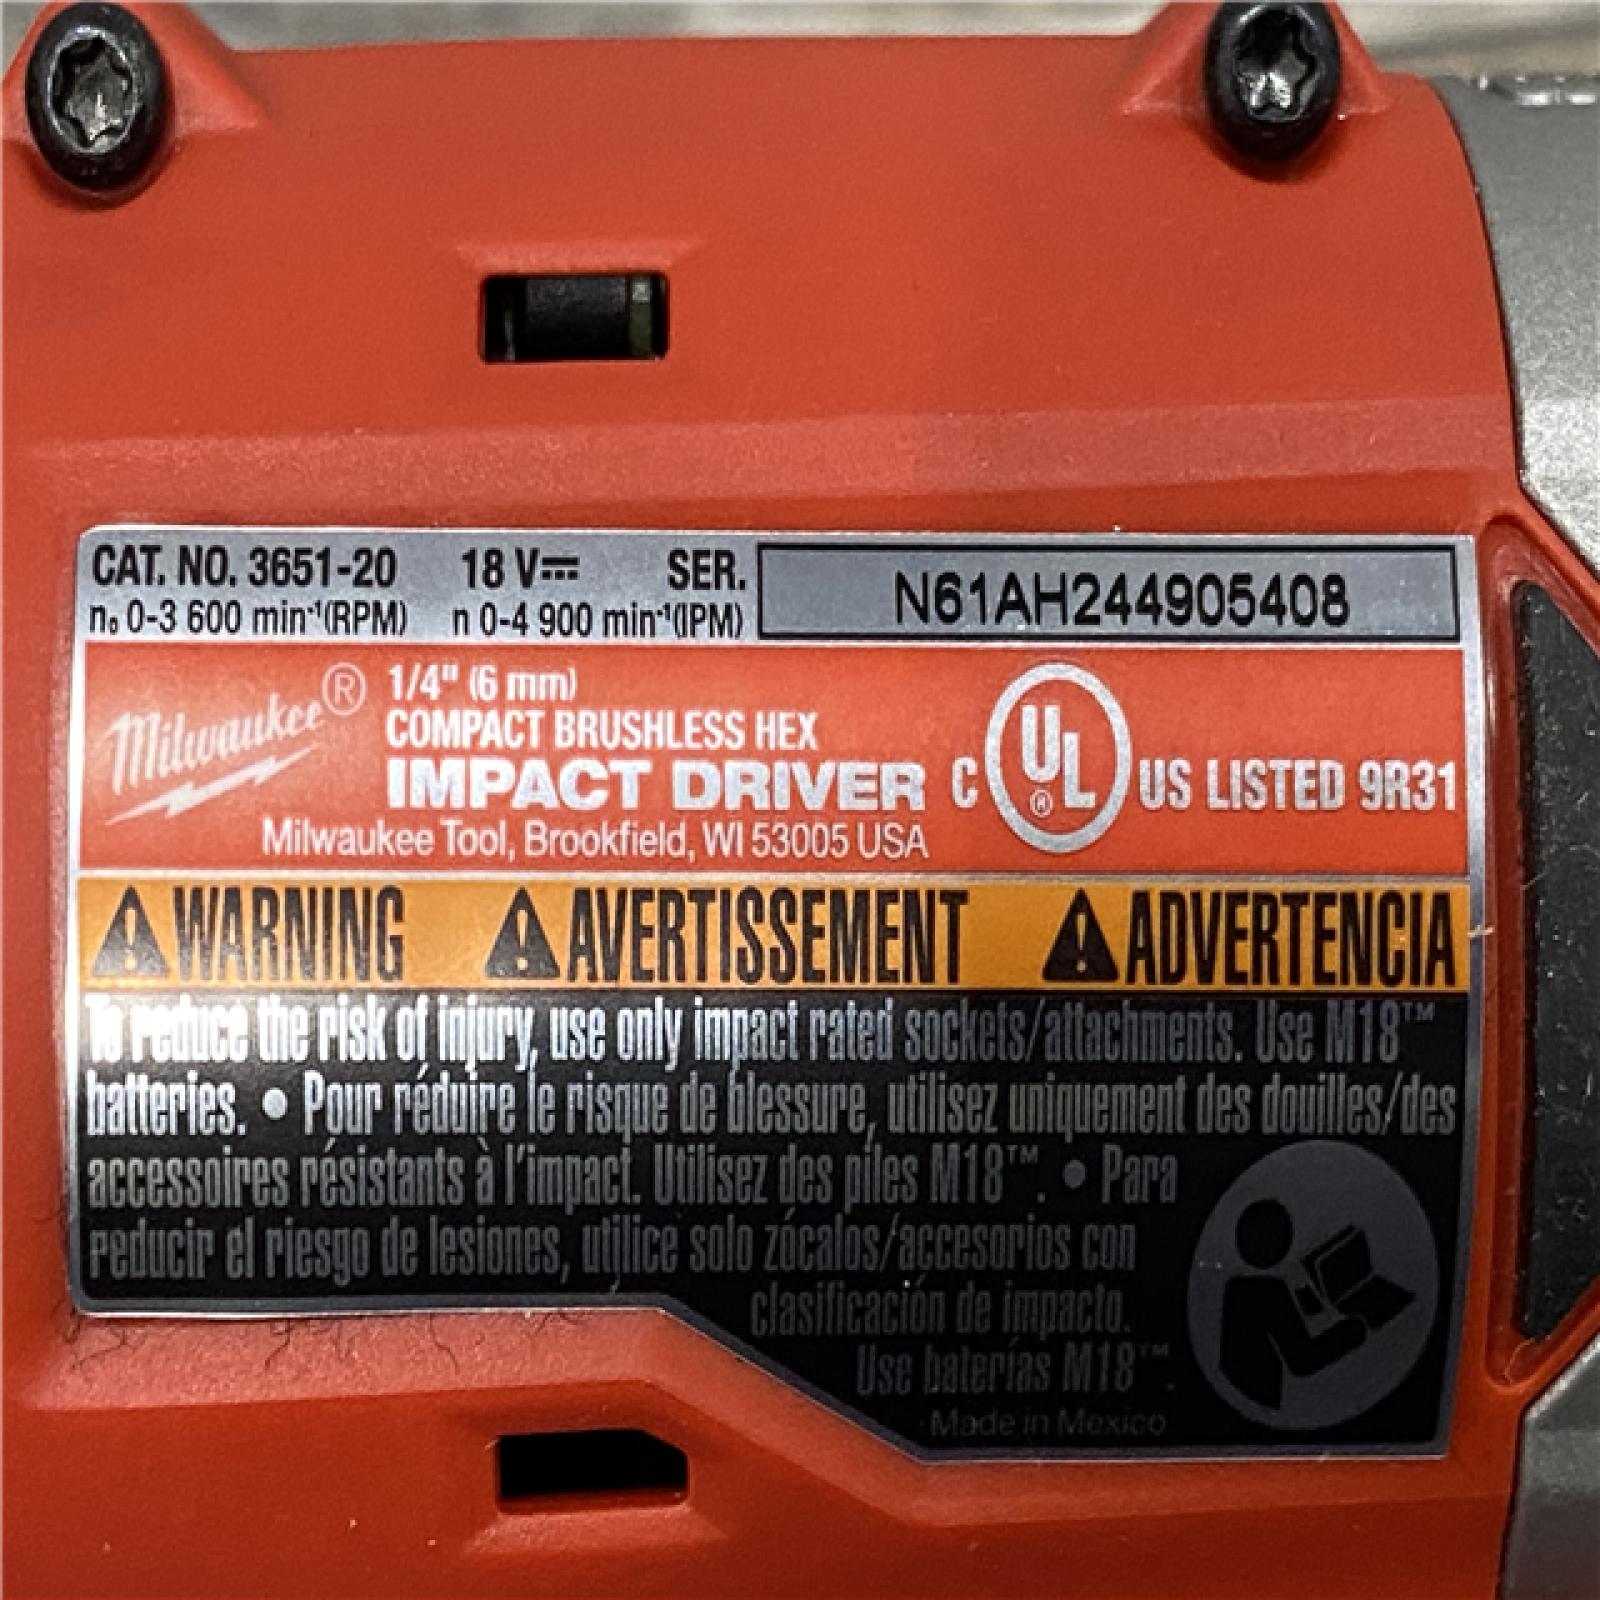 CAT. NO. 3651-20 18 V⎓ SER. N61AH244905408
n₀ 0-3 600 min⁻¹(RPM) n 0-4 900 min⁻¹(IPM)
Milwaukee® 1/4" (6 mm)
COMPACT BRUSHLESS HEX
IMPACT DRIVER
Milwaukee Tool, Brookfield, WI 53005 USA
C UL® US LISTED 9R31
WARNING AVERTISSEMENT ADVERTENCIA
To reduce the risk of injury, use only impact rated sockets/attachments. Use M18™
batteries. • Pour réduire le risque de blessure, utilisez uniquement des douilles/des
accessoires résistants à l'impact. Utilisez des piles M18™. • Para
reducir el riesgo de lesiones, utilice solo zócalos/accesorios con
clasificación de impacto.
Use baterías M18™.
Made in Mexico